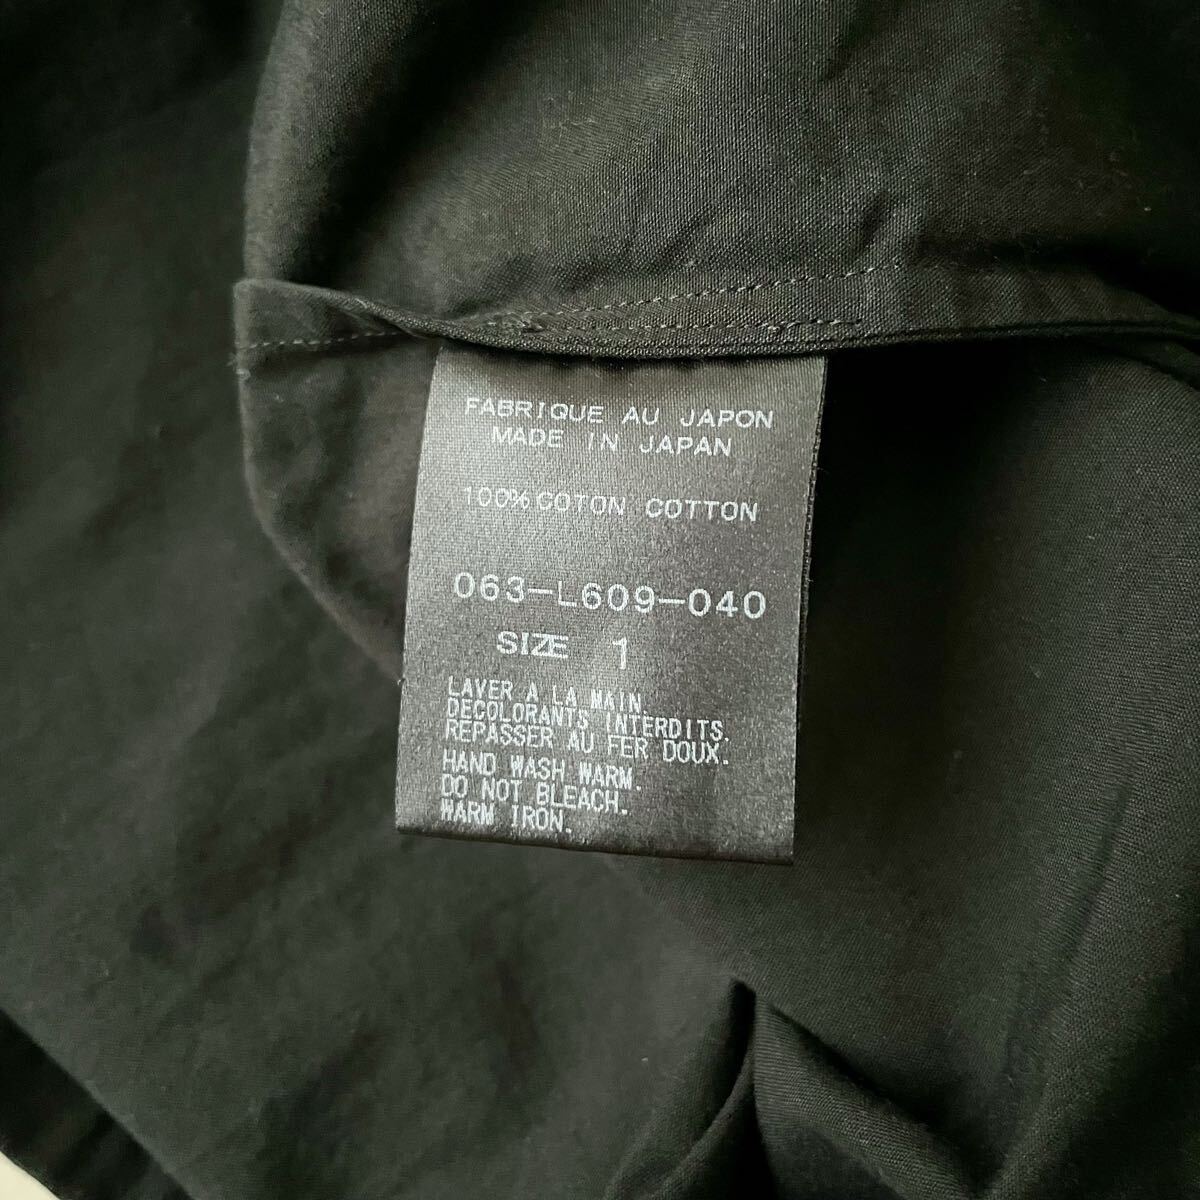 FABRIQUE AU JAPON
MADE IN JAPAN
100% COTON COTTON
063-L609-040
SIZE 1
LAVER A LA MAIN.
DECOLORANTS INTERDITS.
REPASSER AU FER DOUX.
HAND WASH WARM.
DO NOT BLEACH.
WARM IRON.